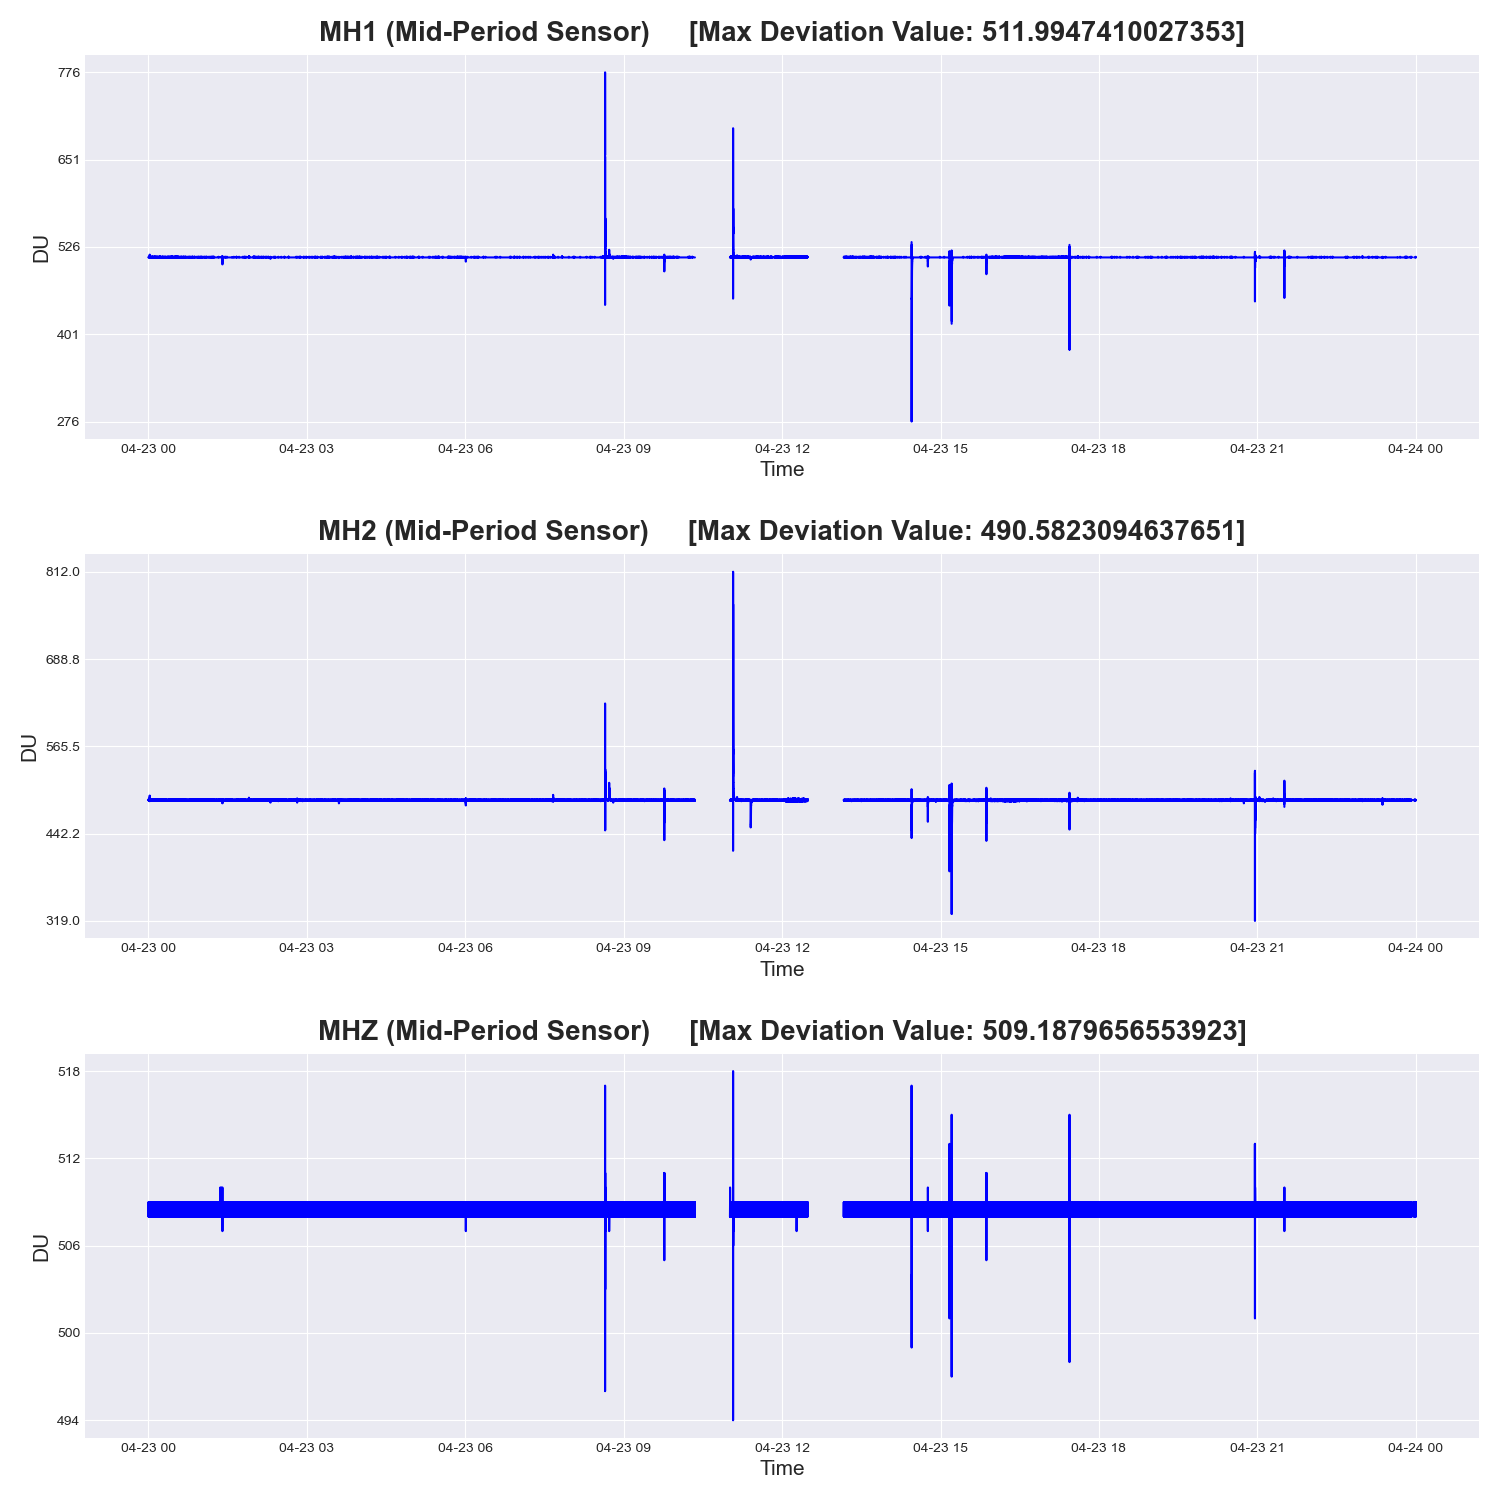 MH1 (Mid-Period Sensor) [Max Deviation Value: 511.9947410027353]
776
651
526
401
276
DU
04-23 00 04-23 03 04-23 06 04-23 09 04-23 12 04-23 15 04-23 18 04-23 21 04-24 00
Time
MH2 (Mid-Period Sensor) [Max Deviation Value: 490.5823094637651]
812.0
688.8
565.5
442.2
319.0
DU
04-23 00 04-23 03 04-23 06 04-23 09 04-23 12 04-23 15 04-23 18 04-23 21 04-24 00
Time
MHZ (Mid-Period Sensor) [Max Deviation Value: 509.1879656553923]
518
512
506
500
494
DU
04-23 00 04-23 03 04-23 06 04-23 09 04-23 12 04-23 15 04-23 18 04-23 21 04-24 00
Time